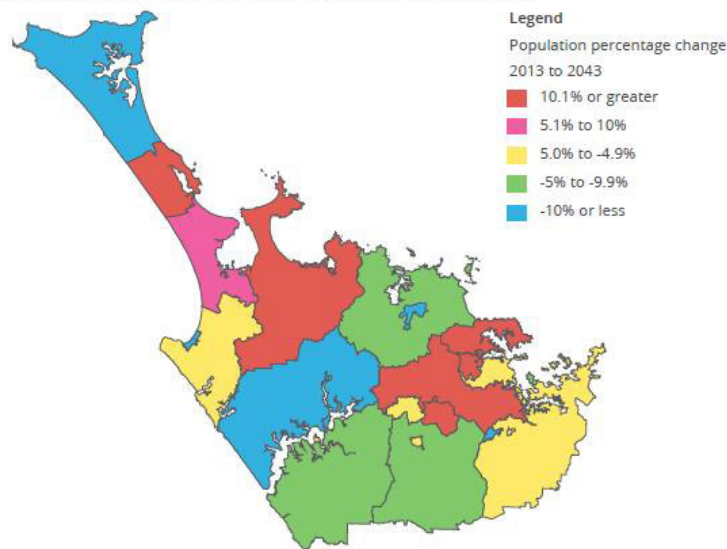 Legend
Population percentage change
2013 to 2043
10.1% or greater
5.1% to 10%
5.0% to -4.9%
-5% to -9.9%
-10% or less